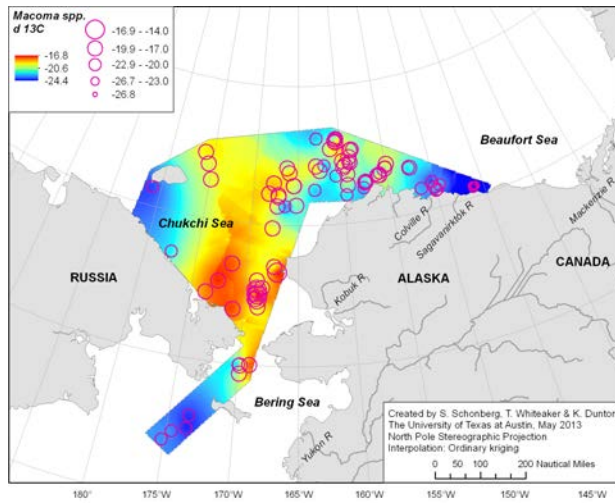 Macoma spp.
d 13C
-16.8
-20.6
-24.4
-16.9 - -14.0
-19.9 - -17.0
-22.9 - -20.0
-26.7 - -23.0
-26.8
Beaufort Sea
Mackenzie R
Chukchi Sea
Colville R
Sagavanirktok R
RUSSIA
ALASKA
CANADA
Kobuk R
Bering Sea
Yukon R
Created by S. Schonberg, T. Whiteaker & K. Dunton
The University of Texas at Austin, May 2013
North Pole Stereographic Projection
Interpolation: Ordinary kriging
0 50 100 200 Nautical Miles
180° 175°W 170°W 165°W 160°W 155°W 150°W 145°W